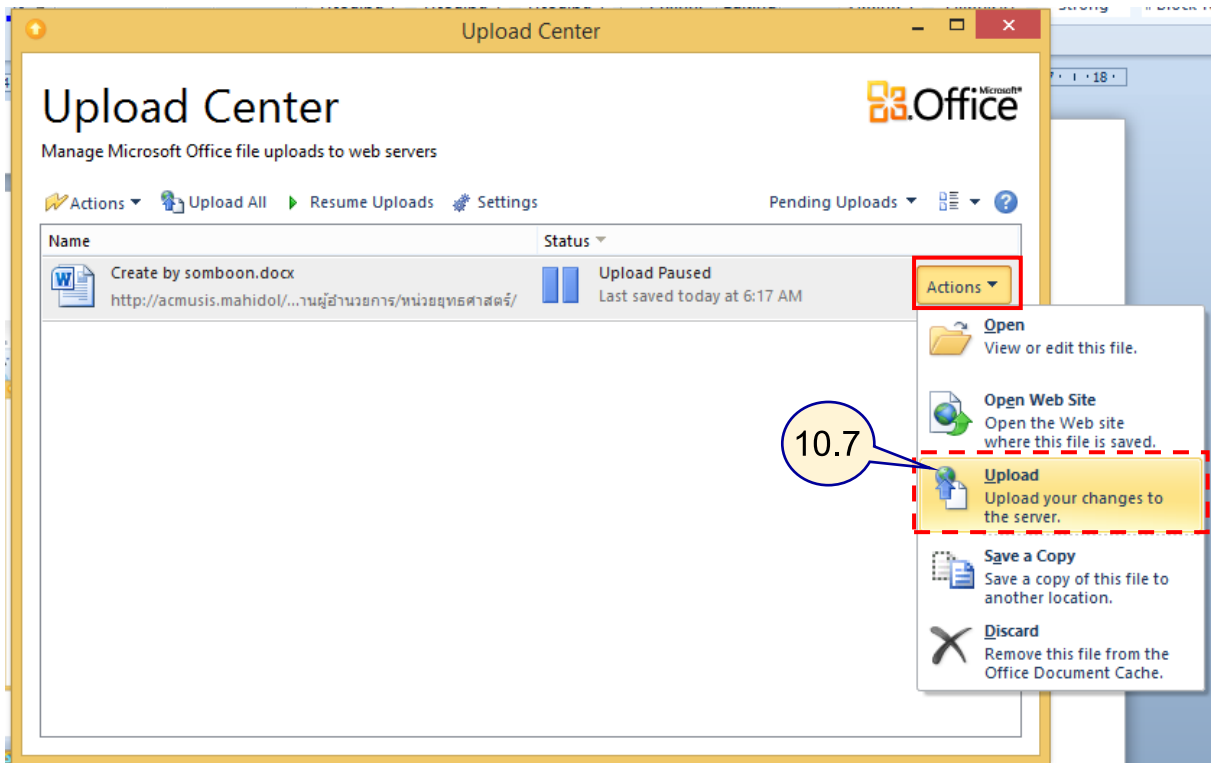 Upload Center
7 · ı · 18 ·
Upload Center
Microsoft®
Office
Manage Microsoft Office file uploads to web servers
Actions
Upload All
Resume Uploads
Settings
Pending Uploads
Name
Status
Create by somboon.docx
http://acmusis.mahidol/...านผู้อำนวยการ/หน่วยยุทธศาสตร์/
Upload Paused
Last saved today at 6:17 AM
Actions
Open
View or edit this file.
Open Web Site
Open the Web site
where this file is saved.
10.7
Upload
Upload your changes to
the server.
Save a Copy
Save a copy of this file to
another location.
Discard
Remove this file from the
Office Document Cache.